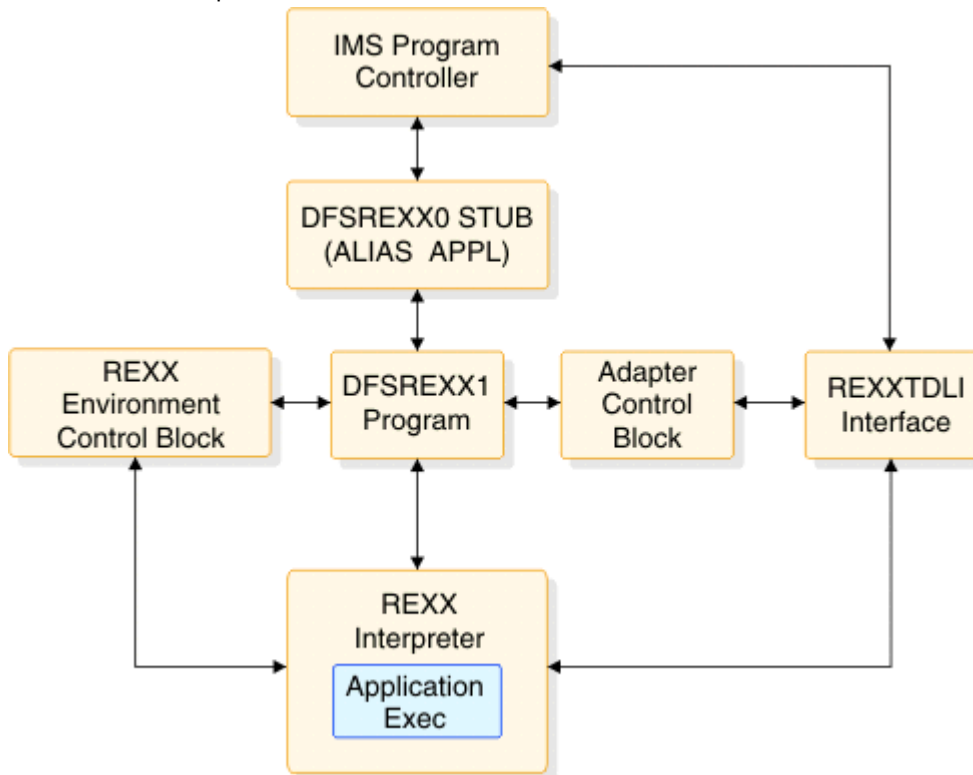 IMS Program
Controller
DFSREXX0 STUB
(ALIAS APPL)
REXX
Environment
Control Block
DFSREXX1
Program
Adapter
Control
Block
REXXTDLI
Interface
REXX
Interpreter
Application
Exec